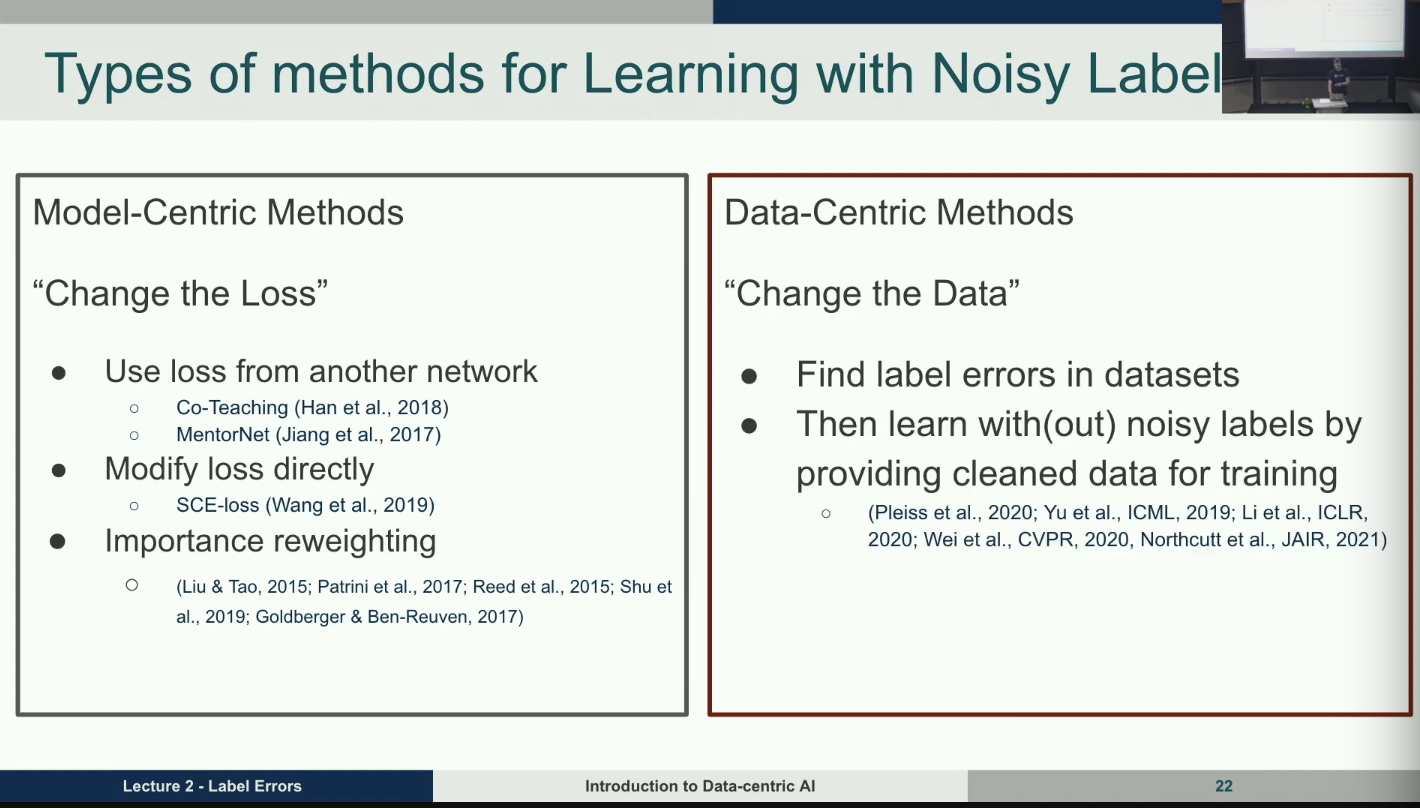 Types of methods for Learning with Noisy Label
Model-Centric Methods
“Change the Loss”
● Use loss from another network
○ Co-Teaching (Han et al., 2018)
○ MentorNet (Jiang et al., 2017)
● Modify loss directly
○ SCE-loss (Wang et al., 2019)
● Importance reweighting
○ (Liu & Tao, 2015; Patrini et al., 2017; Reed et al., 2015; Shu et
al., 2019; Goldberger & Ben-Reuven, 2017)
Data-Centric Methods
“Change the Data”
● Find label errors in datasets
● Then learn with(out) noisy labels by
providing cleaned data for training
○ (Pleiss et al., 2020; Yu et al., ICML, 2019; Li et al., ICLR,
2020; Wei et al., CVPR, 2020, Northcutt et al., JAIR, 2021)
Lecture 2 - Label Errors
Introduction to Data-centric AI
22